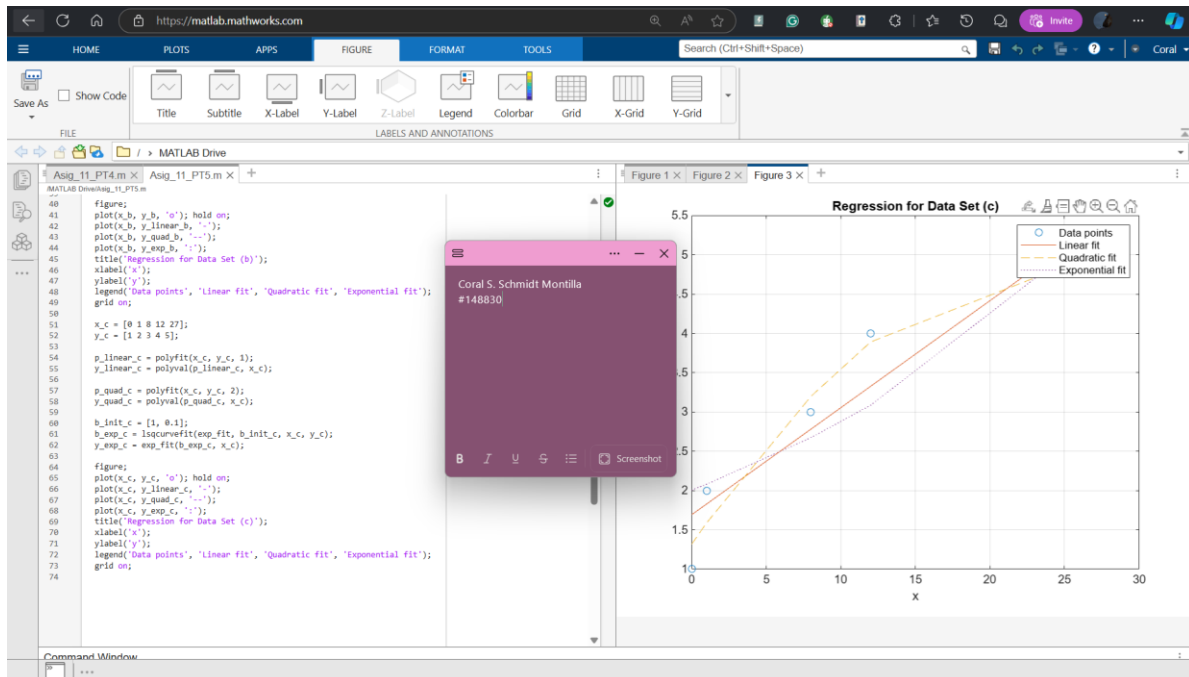 https://matlab.mathworks.com
Invite
HOME PLOTS APPS FIGURE FORMAT TOOLS
Search (Ctrl+Shift+Space)
Coral
Save As
Show Code
Title Subtitle X-Label Y-Label Z-Label Legend Colorbar Grid X-Grid Y-Grid
FILE LABELS AND ANNOTATIONS
/ › MATLAB Drive
Asig_11_PT4.m × Asig_11_PT5.m × +
/MATLAB Drive/Asig_11_PT5.m
40 figure;
41 plot(x_b, y_b, 'o'); hold on;
42 plot(x_b, y_linear_b, '-');
43 plot(x_b, y_quad_b, '--');
44 plot(x_b, y_exp_b, ':');
45 title('Regression for Data Set (b)');
46 xlabel('x');
47 ylabel('y');
48 legend('Data points', 'Linear fit', 'Quadratic fit', 'Exponential fit');
49 grid on;
50
51 x_c = [0 1 8 12 27];
52 y_c = [1 2 3 4 5];
53
54 p_linear_c = polyfit(x_c, y_c, 1);
55 y_linear_c = polyval(p_linear_c, x_c);
56
57 p_quad_c = polyfit(x_c, y_c, 2);
58 y_quad_c = polyval(p_quad_c, x_c);
59
60 b_init_c = [1, 0.1];
61 b_exp_c = lsqcurvefit(exp_fit, b_init_c, x_c, y_c);
62 y_exp_c = exp_fit(b_exp_c, x_c);
63
64 figure;
65 plot(x_c, y_c, 'o'); hold on;
66 plot(x_c, y_linear_c, '-');
67 plot(x_c, y_quad_c, '--');
68 plot(x_c, y_exp_c, ':');
69 title('Regression for Data Set (c)');
70 xlabel('x');
71 ylabel('y');
72 legend('Data points', 'Linear fit', 'Quadratic fit', 'Exponential fit');
73 grid on;
74
Coral S. Schmidt Montilla
#148830
B I U S Screenshot
Figure 1 × Figure 2 × Figure 3 × +
Regression for Data Set (c)
Data points
Linear fit
Quadratic fit
Exponential fit
5.5
5
.5
4
.5
3
.5
2
1.5
1
0 5 10 15 20 25 30
x
Command Window